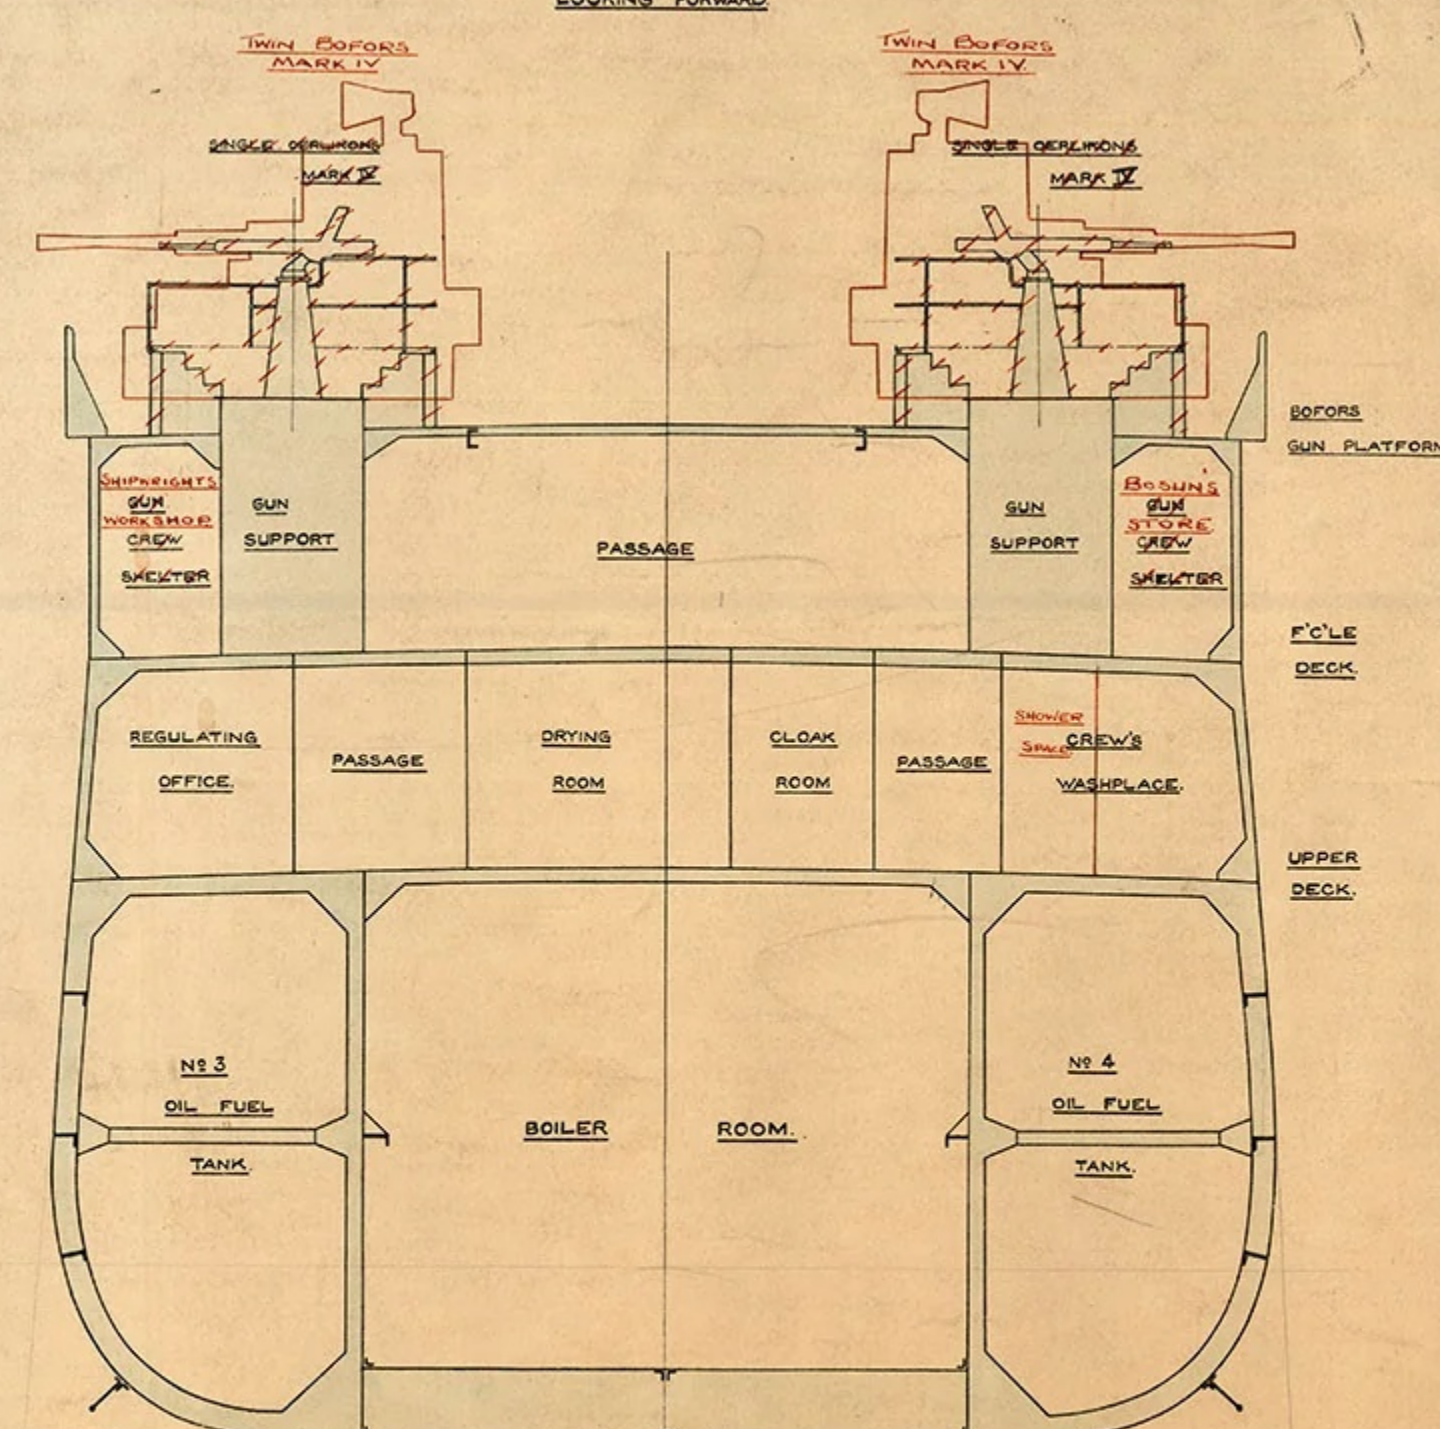 LOOKING FORWARD.
TWIN BOFORS
MARK IV
TWIN BOFORS
MARK IV.
SINGLE OERLIKONS
MARK IV
SINGLE OERLIKONS
MARK IV
BOFORS
GUN PLATFORM
SHIPWRIGHTS
GUN
WORKSHOP
CREW
SHELTER
GUN
SUPPORT
PASSAGE
GUN
SUPPORT
BOSUN'S
GUN
STORE.
CREW
SHELTER
F'C'LE
DECK.
REGULATING
OFFICE.
PASSAGE
DRYING
ROOM
CLOAK
ROOM
PASSAGE
SHOWER
SPACE
CREW'S
WASHPLACE.
UPPER
DECK.
Nº 3
OIL FUEL
TANK.
BOILER ROOM.
Nº 4
OIL FUEL
TANK.